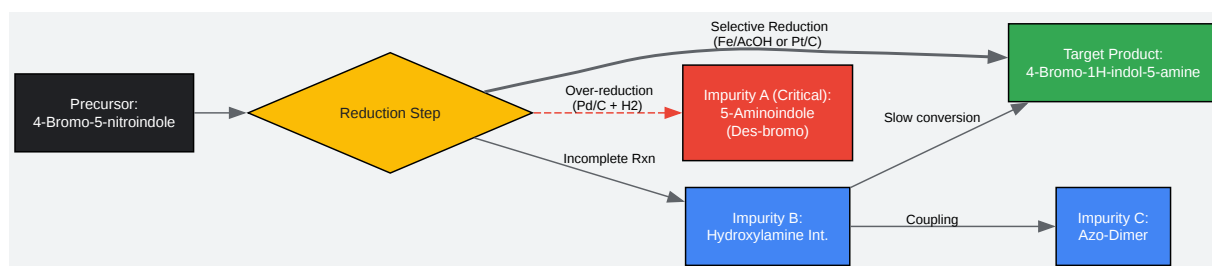 Precursor:
4-Bromo-5-nitroindole
Reduction Step
Selective Reduction
(Fe/AcOH or Pt/C)
Over-reduction
(Pd/C + H2)
Incomplete Rxn
Impurity A (Critical):
5-Aminoindole
(Des-bromo)
Impurity B:
Hydroxylamine Int.
Slow conversion
Coupling
Target Product:
4-Bromo-1H-indol-5-amine
Impurity C:
Azo-Dimer